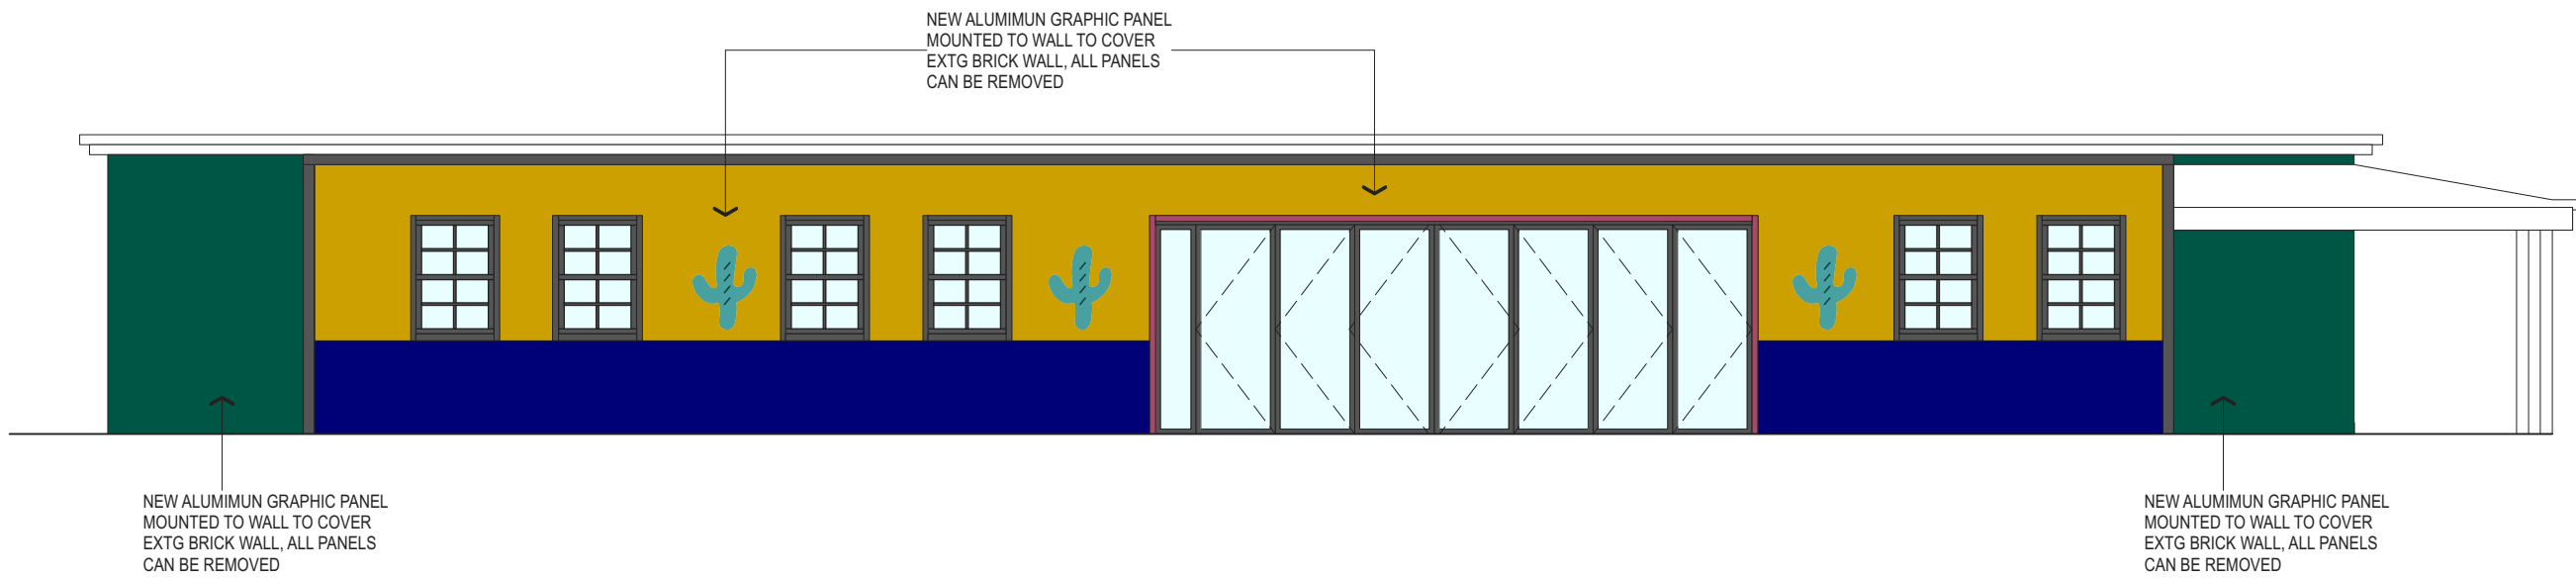 NEW ALUMIMUN GRAPHIC PANEL
MOUNTED TO WALL TO COVER
EXTG BRICK WALL, ALL PANELS
CAN BE REMOVED
NEW ALUMIMUN GRAPHIC PANEL
MOUNTED TO WALL TO COVER
EXTG BRICK WALL, ALL PANELS
CAN BE REMOVED
NEW ALUMIMUN GRAPHIC PANEL
MOUNTED TO WALL TO COVER
EXTG BRICK WALL, ALL PANELS
CAN BE REMOVED